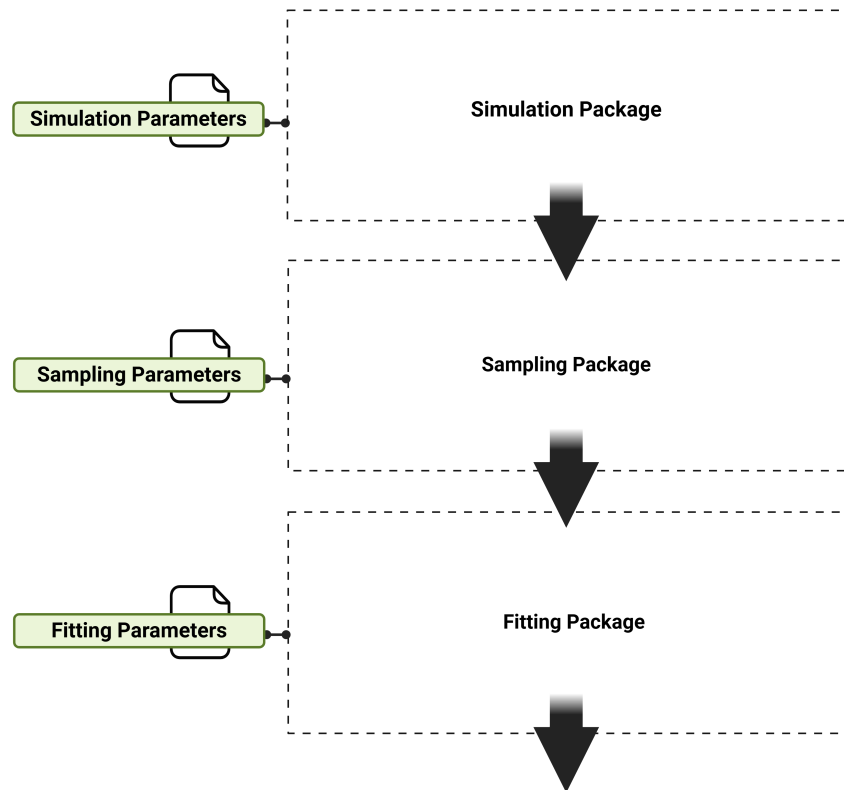 Simulation Parameters
Simulation Package
Sampling Parameters
Sampling Package
Fitting Parameters
Fitting Package